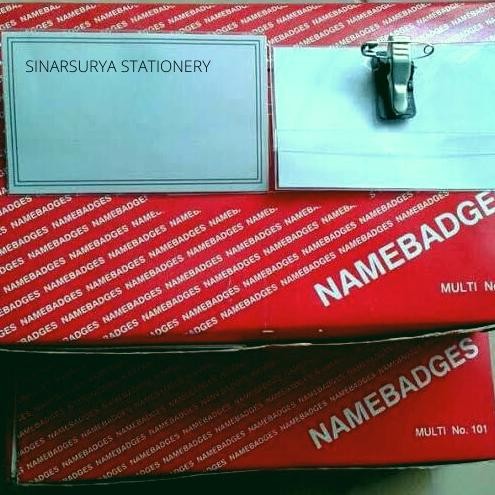 SINARSURYA STATIONERY
NAMEBADGES
MULTI No
NAMEBADGES
MULTI No. 101